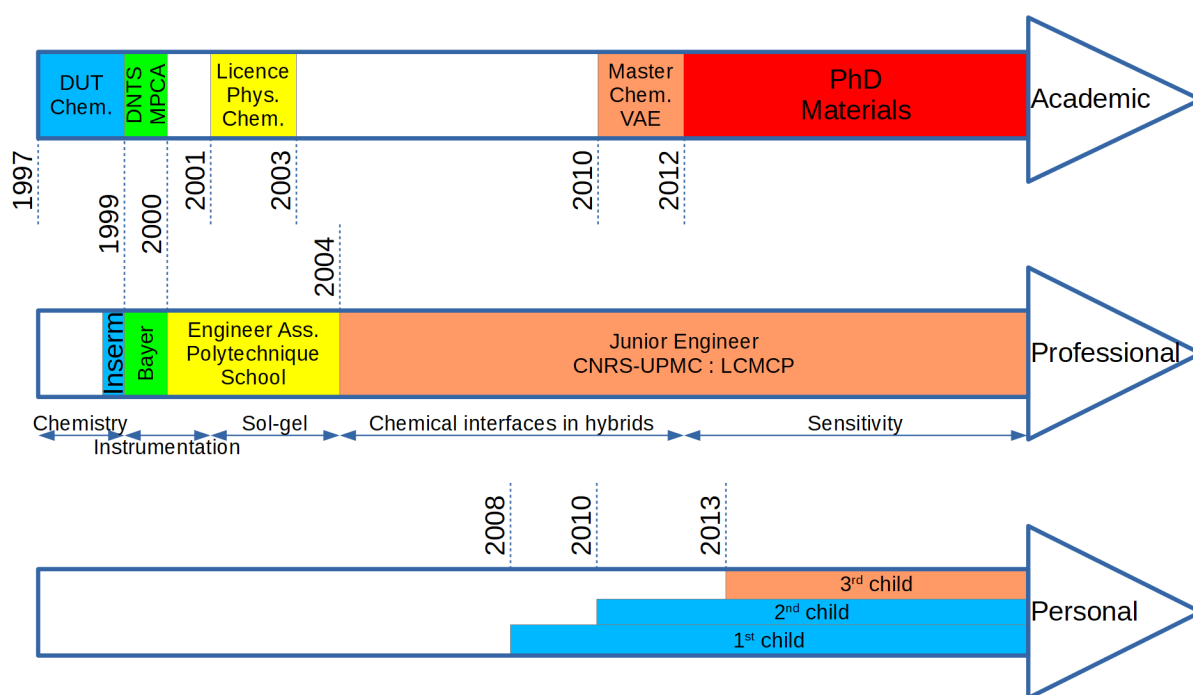 DUT
Chem.
DNTS
MPCA
Licence
Phys.
Chem.
Master
Chem.
VAE
PhD
Materials
Academic
1997
1999
2000
2001
2003
2004
2010
2012
Inserm
Bayer
Engineer Ass.
Polytechnique
School
Junior Engineer
CNRS-UPMC : LCMCP
Professional
Chemistry
Instrumentation
Sol-gel
Chemical interfaces in hybrids
Sensitivity
2008
2010
2013
3rd child
2nd child
1st child
Personal